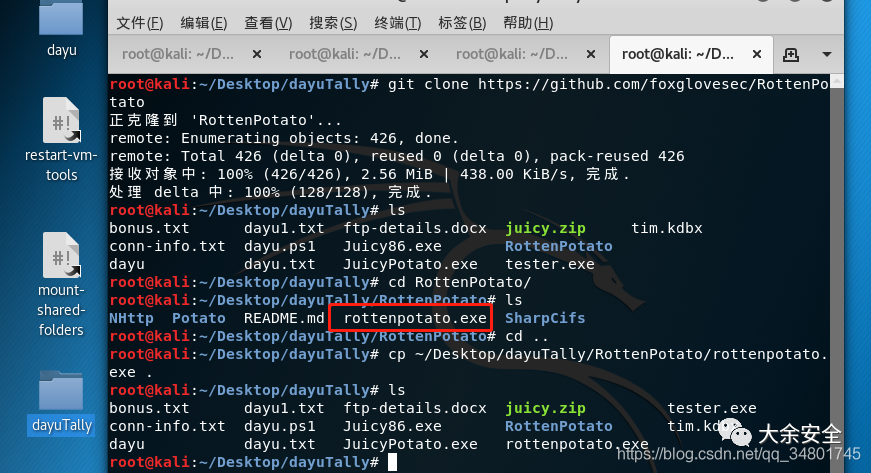 dayu
restart-vm-
tools
mount-
shared-
folders
dayuTally
文件(F) 编辑(E) 查看(V) 搜索(S) 终端(T) 标签(B) 帮助(H)
root@kali: ~/D... × root@kali: ~/D... × root@kali: ~/D... × root@kali: ~/D... ×
root@kali:~/Desktop/dayuTally# git clone https://github.com/foxglovesec/RottenPo
tato
正克隆到 'RottenPotato'...
remote: Enumerating objects: 426, done.
remote: Total 426 (delta 0), reused 0 (delta 0), pack-reused 426
接收对象中: 100% (426/426), 2.56 MiB | 438.00 KiB/s, 完成.
处理 delta 中: 100% (128/128), 完成.
root@kali:~/Desktop/dayuTally# ls
bonus.txt dayu1.txt ftp-details.docx juicy.zip tim.kdbx
conn-info.txt dayu.ps1 Juicy86.exe RottenPotato
dayu dayu.txt JuicyPotato.exe tester.exe
root@kali:~/Desktop/dayuTally# cd RottenPotato/
root@kali:~/Desktop/dayuTally/RottenPotato# ls
NHttp Potato README.md rottenpotato.exe SharpCifs
root@kali:~/Desktop/dayuTally/RottenPotato# cd ..
root@kali:~/Desktop/dayuTally# cp ~/Desktop/dayuTally/RottenPotato/rottenpotato.
exe .
root@kali:~/Desktop/dayuTally# ls
bonus.txt dayu1.txt ftp-details.docx juicy.zip tester.exe
conn-info.txt dayu.ps1 Juicy86.exe RottenPotato tim.kdbx
dayu dayu.txt JuicyPotato.exe rottenpotato.exe
root@kali:~/Desktop/dayuTally#
大余安全
https://blog.csdn.net/qq_34801745